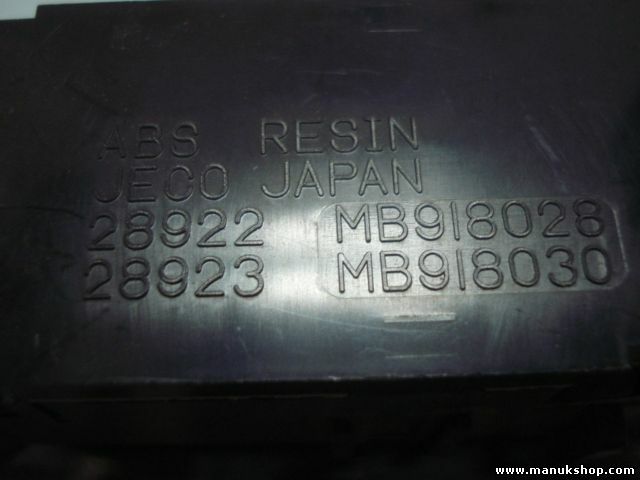 ABS RESIN
JECO JAPAN
28922 MB918028
28923 MB918030
www.manukshop.com